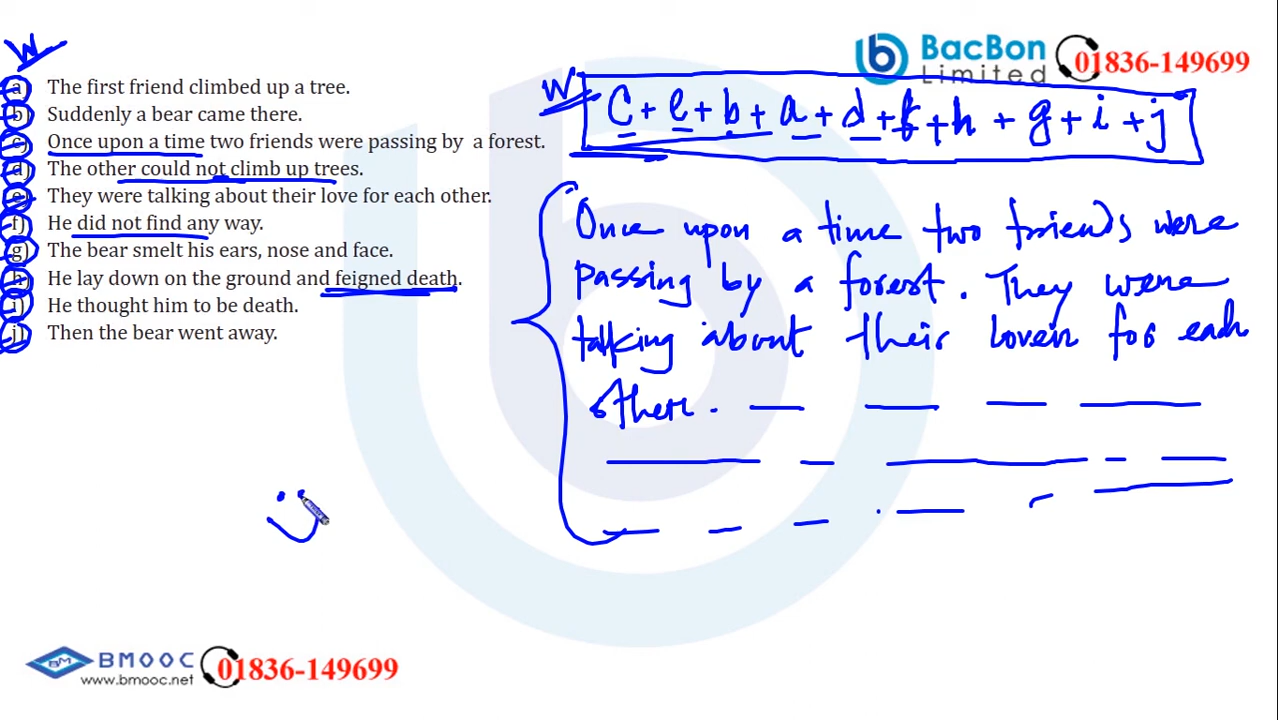 W
BacBon
Limited
01836-149699
a) The first friend climbed up a tree.
b) Suddenly a bear came there.
c) Once upon a time two friends were passing by a forest.
d) The other could not climb up trees.
e) They were talking about their love for each other.
f) He did not find any way.
g) The bear smelt his ears, nose and face.
h) He lay down on the ground and feigned death.
i) He thought him to be death.
j) Then the bear went away.
W C + e + b + a + d + f + h + g + i + j
Once upon a time two friends were
passing by a forest. They were
talking about their lover for each
other.
BM BMOOC
www.bmooc.net
01836-149699